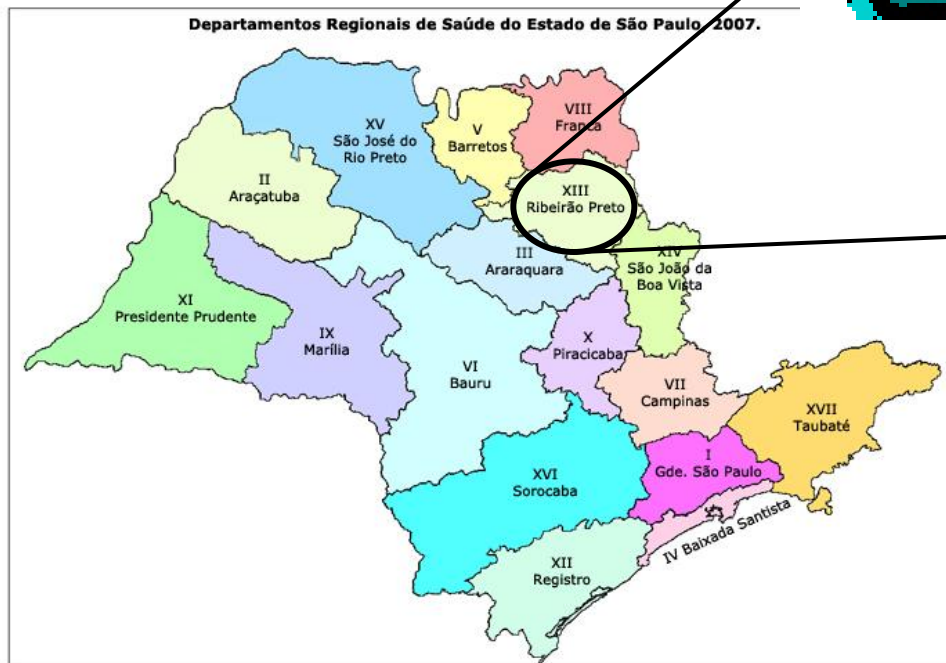 Departamentos Regionais de Saúde do Estado de São Paulo, 2007.
VIII
Franca
XV
São José do
Rio Preto
V
Barretos
II
Araçatuba
XIII
Ribeirão Preto
III
Araraquara
XIV
São João da
Boa Vista
XI
Presidente Prudente
IX
Marília
X
Piracicaba
VI
Bauru
VII
Campinas
XVII
Taubaté
I
Gde. São Paulo
XVI
Sorocaba
IV Baixada Santista
XII
Registro